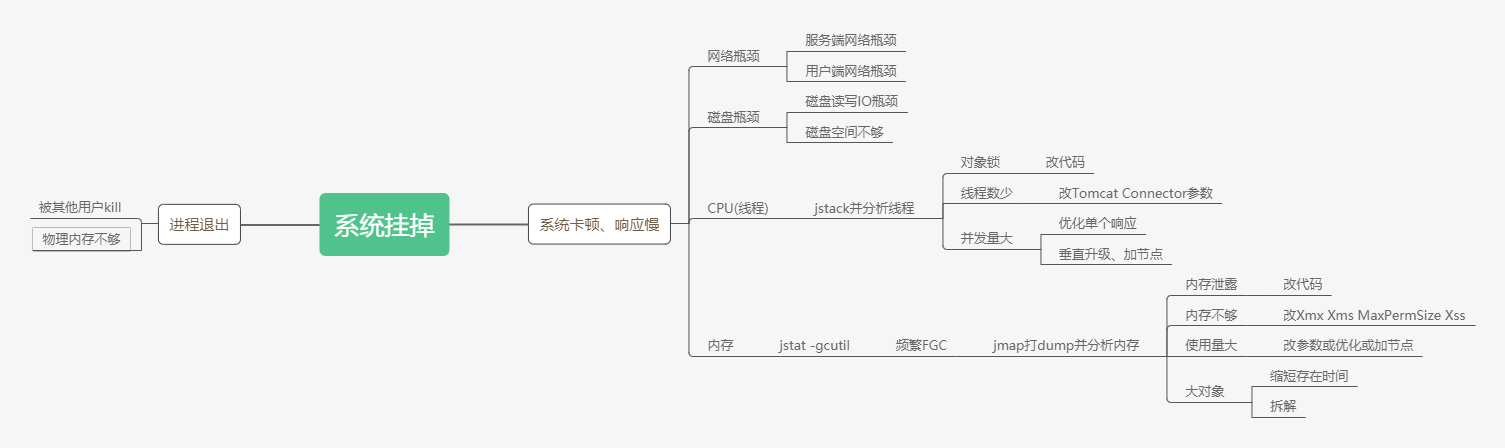 系统挂掉
进程退出
被其他用户kill
物理内存不够
系统卡顿、响应慢
网络瓶颈
服务端网络瓶颈
用户端网络瓶颈
磁盘瓶颈
磁盘读写IO瓶颈
磁盘空间不够
CPU(线程)
jstack并分析线程
对象锁
改代码
线程数少
改Tomcat Connector参数
并发量大
优化单个响应
垂直升级、加节点
内存
jstat -gcutil
频繁FGC
jmap打dump并分析内存
内存泄露
改代码
内存不够
改Xmx Xms MaxPermSize Xss
使用量大
改参数或优化或加节点
大对象
缩短存在时间
拆解